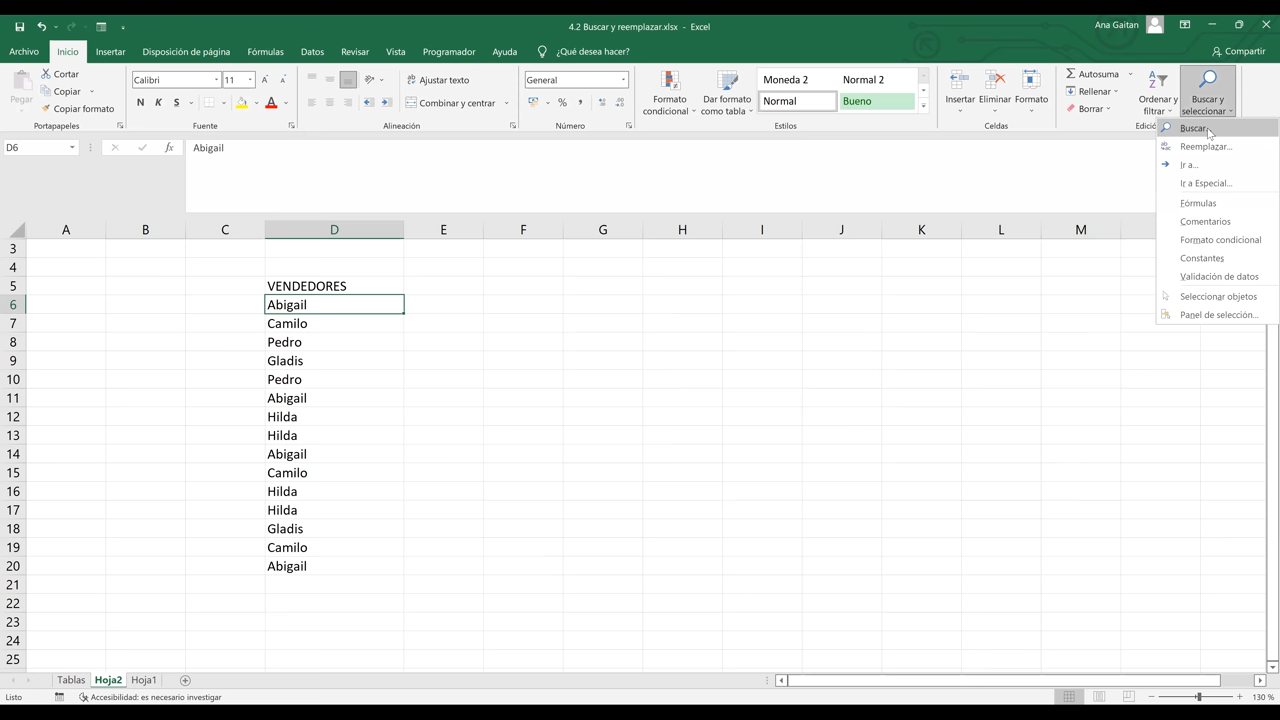 4.2 Buscar y reemplazar.xlsx - Excel
Ana Gaitan
Archivo Inicio Insertar Disposición de página Fórmulas Datos Revisar Vista Programador Ayuda ¿Qué desea hacer? Compartir
Pegar
Cortar
Copiar
Copiar formato
Portapapeles
Calibri 11
N K S
Fuente
Ajustar texto
Combinar y centrar
Alineación
General
% 
Número
Formato condicional
Dar formato como tabla
Moneda 2 Normal 2
Normal Bueno
Estilos
Insertar Eliminar Formato
Celdas
Autosuma
Rellenar
Borrar
Ordenar y filtrar
Buscar y seleccionar
Edició
Buscar...
Reemplazar...
Ir a...
Ir a Especial...
Fórmulas
Comentarios
Formato condicional
Constantes
Validación de datos
Seleccionar objetos
Panel de selección...
D6 fx Abigail
A B C D E F G H I J K L M
3
4
5 VENDEDORES
6 Abigail
7 Camilo
8 Pedro
9 Gladis
10 Pedro
11 Abigail
12 Hilda
13 Hilda
14 Abigail
15 Camilo
16 Hilda
17 Hilda
18 Gladis
19 Camilo
20 Abigail
21
22
23
24
25
Tablas Hoja2 Hoja1
Listo Accesibilidad: es necesario investigar 130 %